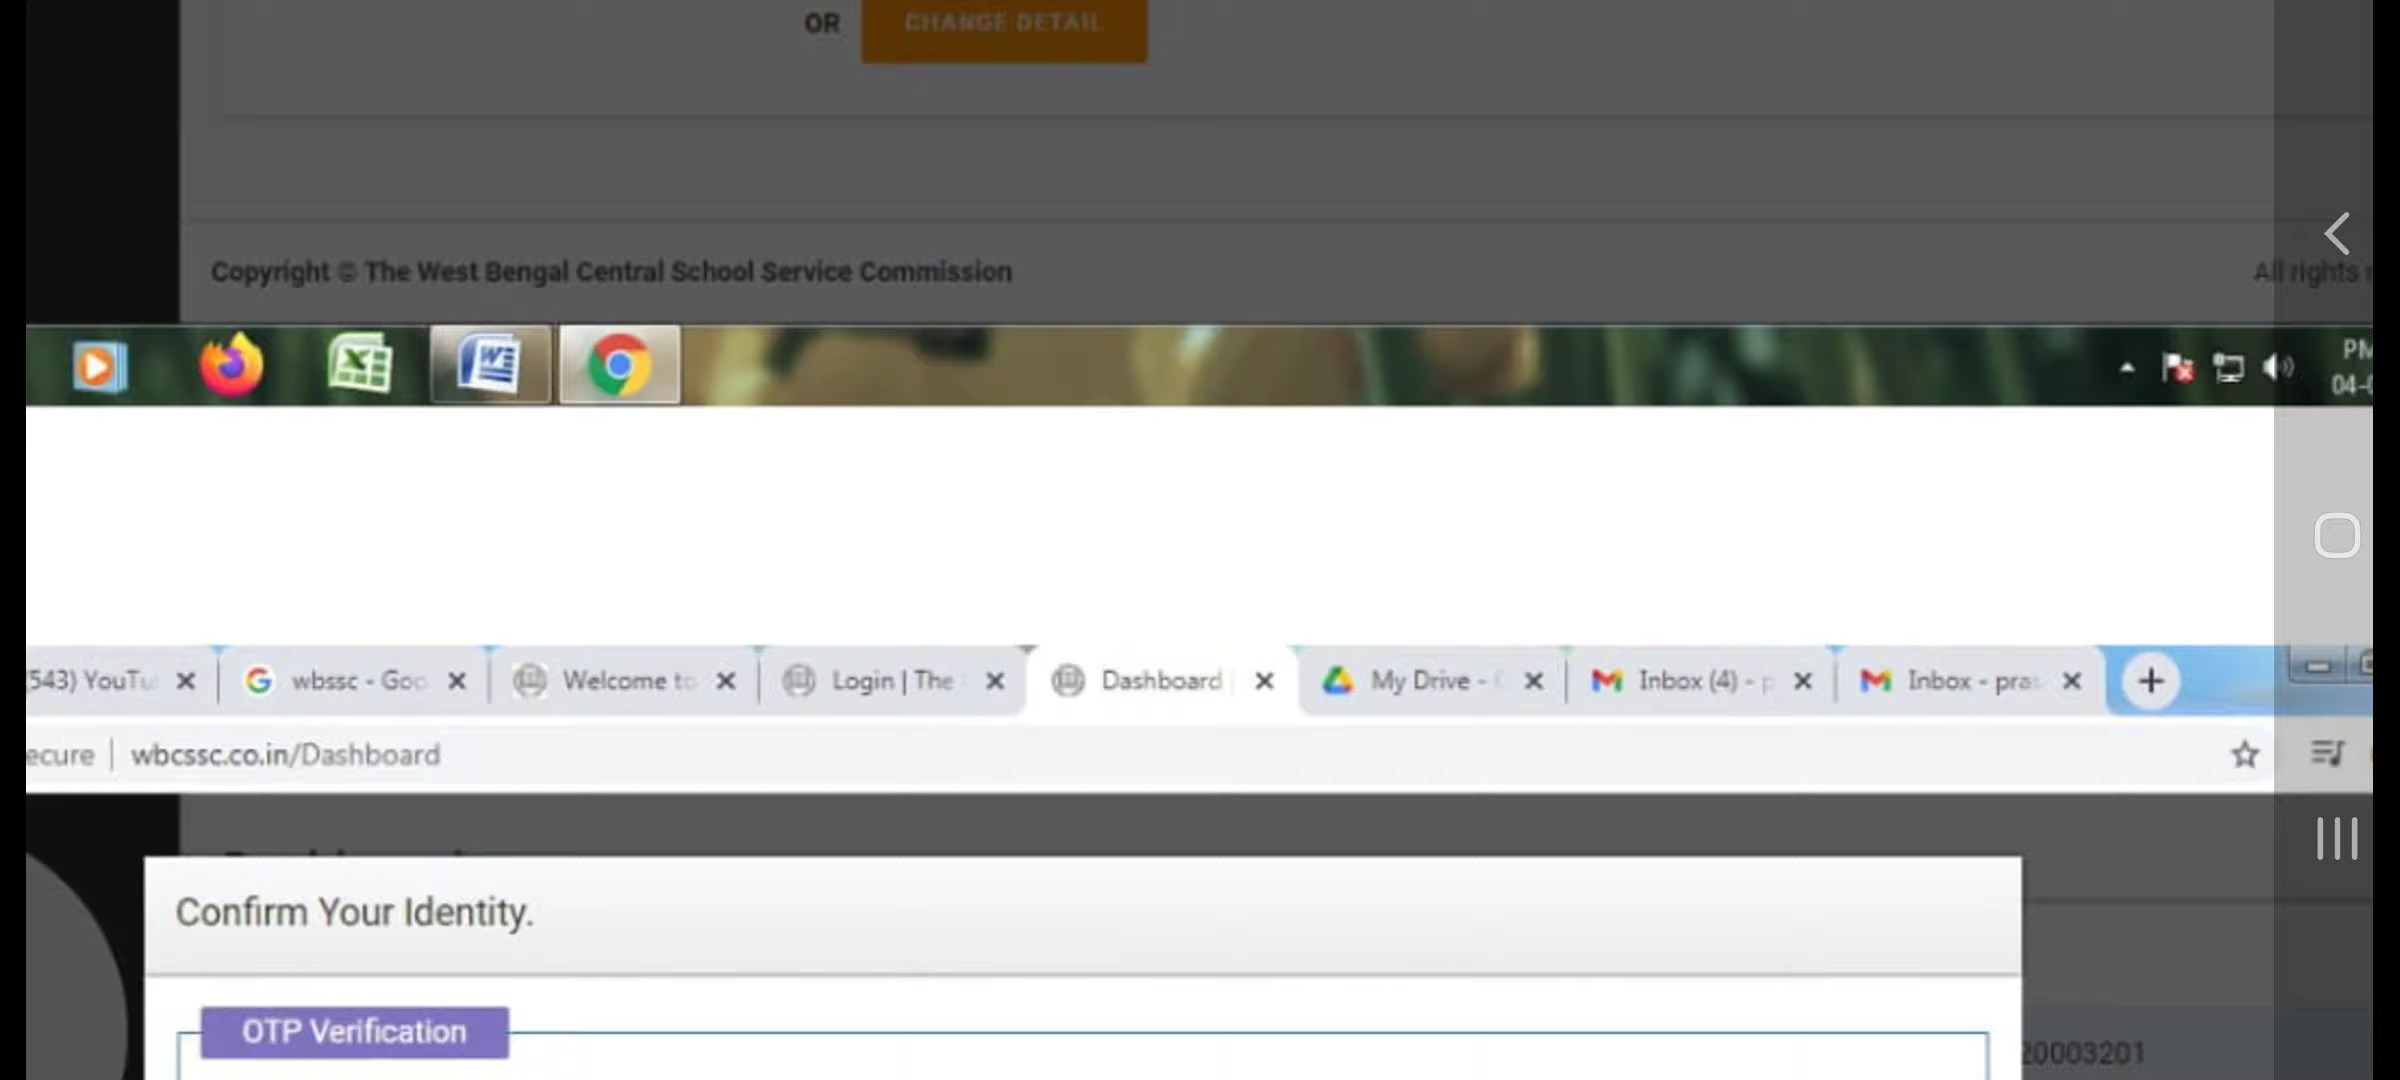 OR CHANGE DETAIL
Copyright © The West Bengal Central School Service Commission All rights
PM
04-
543) YouTu wbssc - Goo Welcome to Login | The Dashboard My Drive - Inbox (4) - p Inbox - pras
ecure wbcssc.co.in/Dashboard
Confirm Your Identity.
OTP Verification
20003201